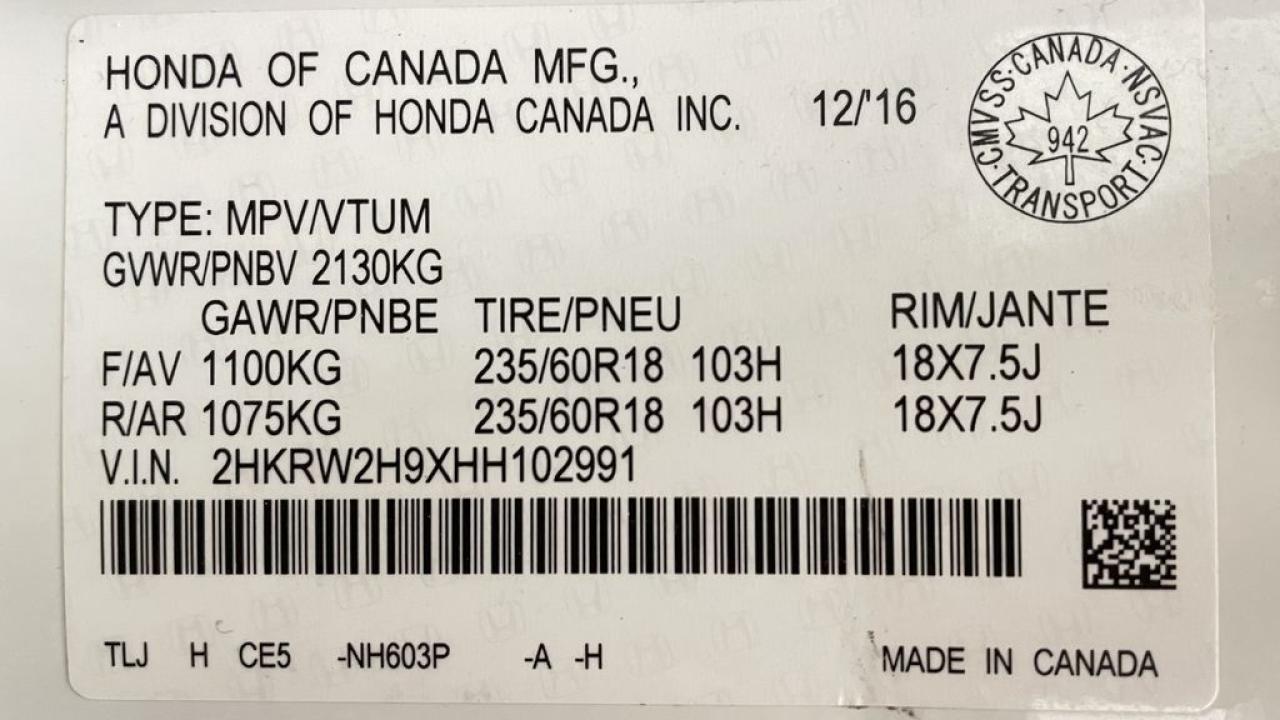 HONDA OF CANADA MFG.,
A DIVISION OF HONDA CANADA INC. 12/'16
CMVSS·CANADA·NSVAC·TRANSPORT·
942
TYPE: MPV/VTUM
GVWR/PNBV 2130KG
GAWR/PNBE TIRE/PNEU RIM/JANTE
F/AV 1100KG 235/60R18 103H 18X7.5J
R/AR 1075KG 235/60R18 103H 18X7.5J
V.I.N. 2HKRW2H9XHH102991
TLJ H CE5 -NH603P -A -H MADE IN CANADA